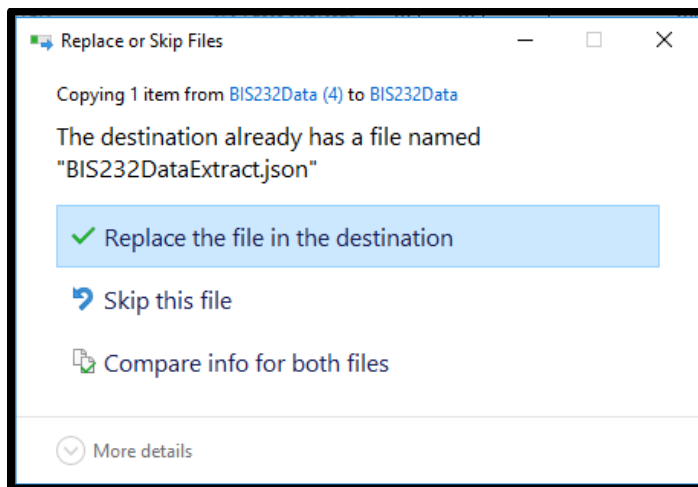 Replace or Skip Files
Copying 1 item from BIS232Data (4) to BIS232Data
The destination already has a file named
"BIS232DataExtract.json"
Replace the file in the destination
Skip this file
Compare info for both files
More details